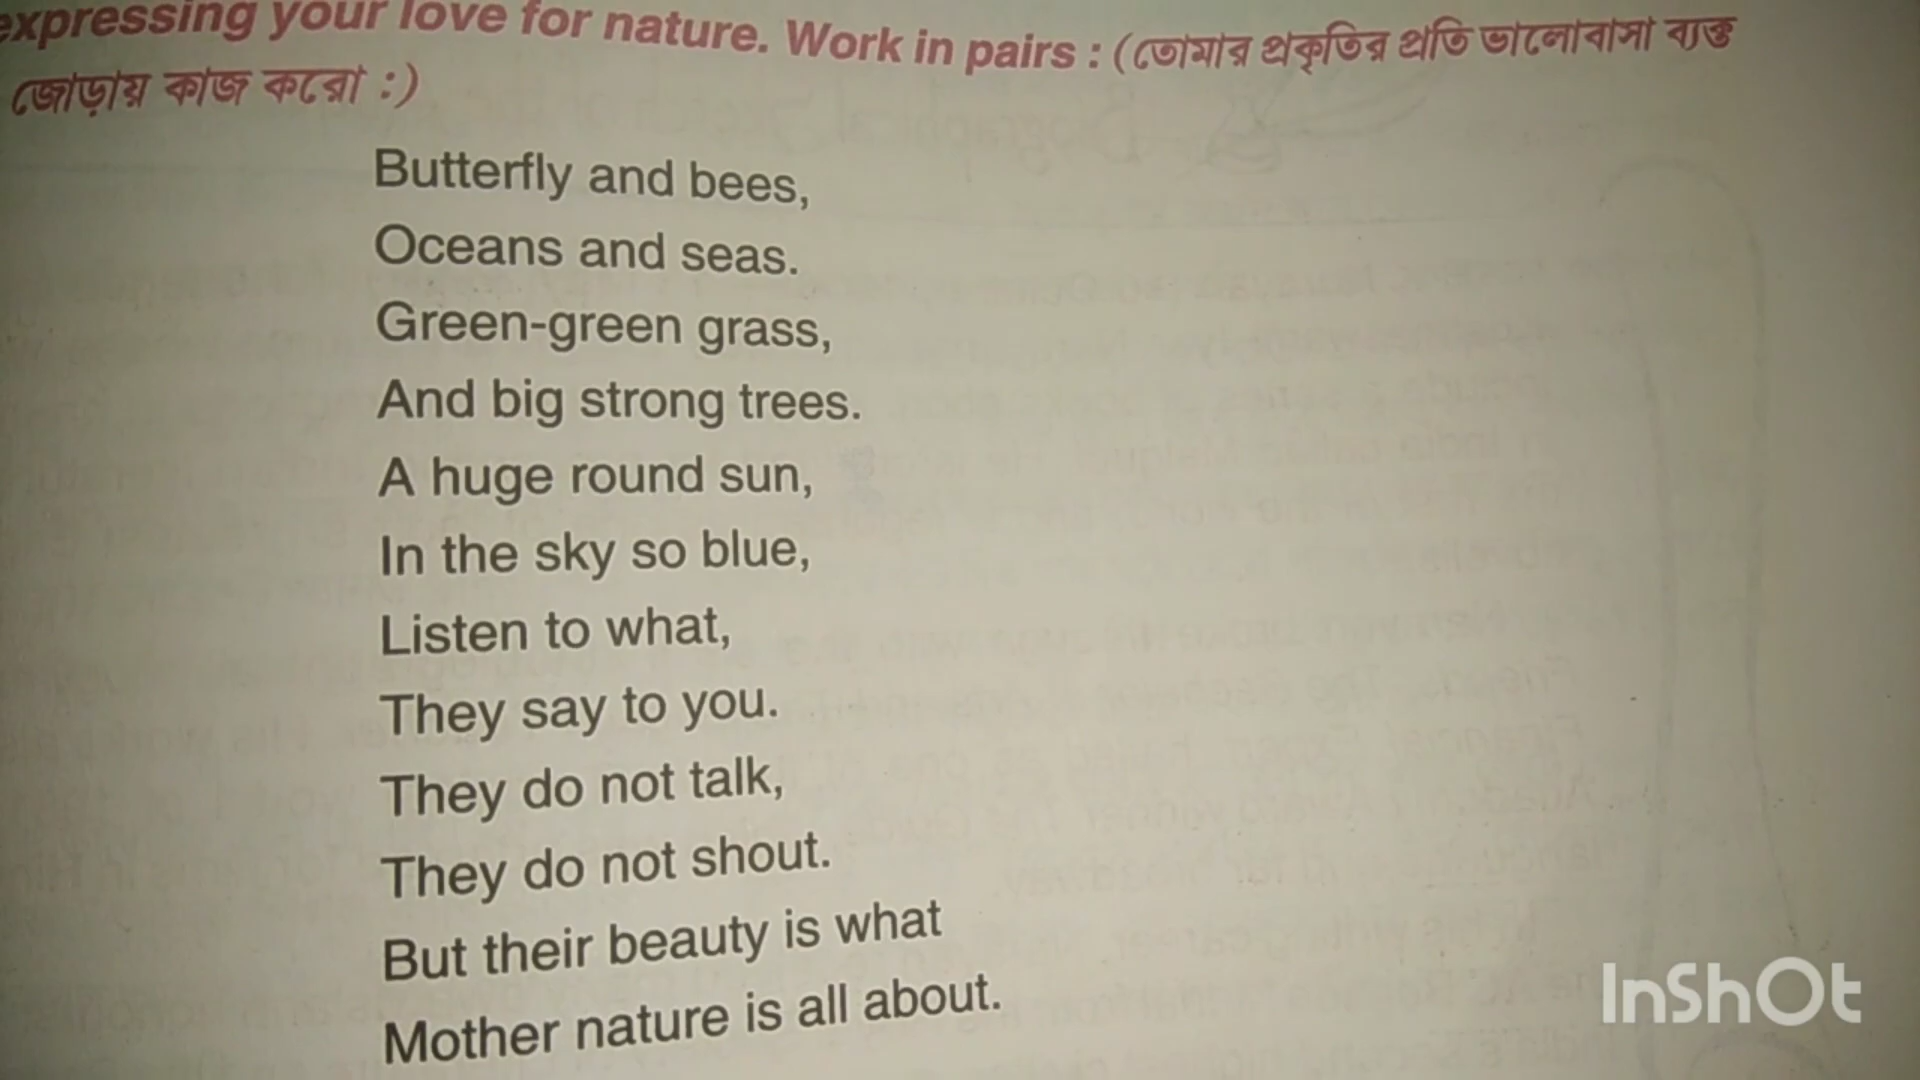 expressing your love for nature. Work in pairs : (তোমার প্রকৃতির প্রতি ভালোবাসা ব্যক্ত
জোড়ায় কাজ করো :)
Butterfly and bees,
Oceans and seas.
Green-green grass,
And big strong trees.
A huge round sun,
In the sky so blue,
Listen to what,
They say to you.
They do not talk,
They do not shout.
But their beauty is what
Mother nature is all about.
InShOt